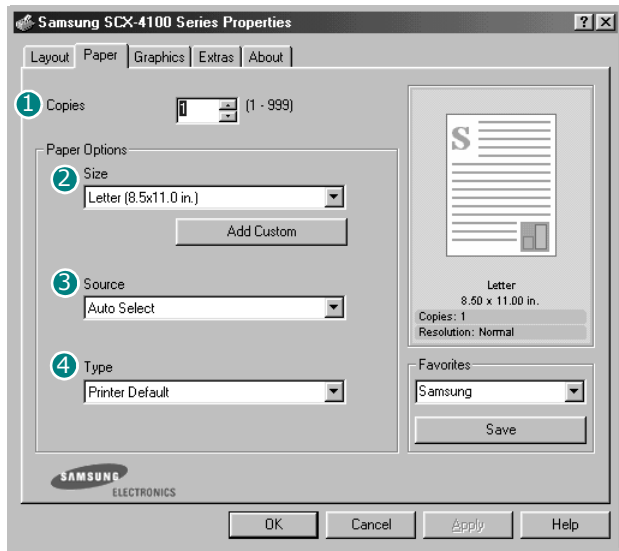 Samsung SCX-4100 Series Properties
Layout Paper Graphics Extras About
1 Copies 1 (1 - 999)
Paper Options
2 Size
Letter (8.5x11.0 in.)
Add Custom
3 Source
Auto Select
4 Type
Printer Default
S
Letter
8.50 x 11.00 in.
Copies: 1
Resolution: Normal
Favorites
Samsung
Save
SAMSUNG
ELECTRONICS
OK Cancel Apply Help